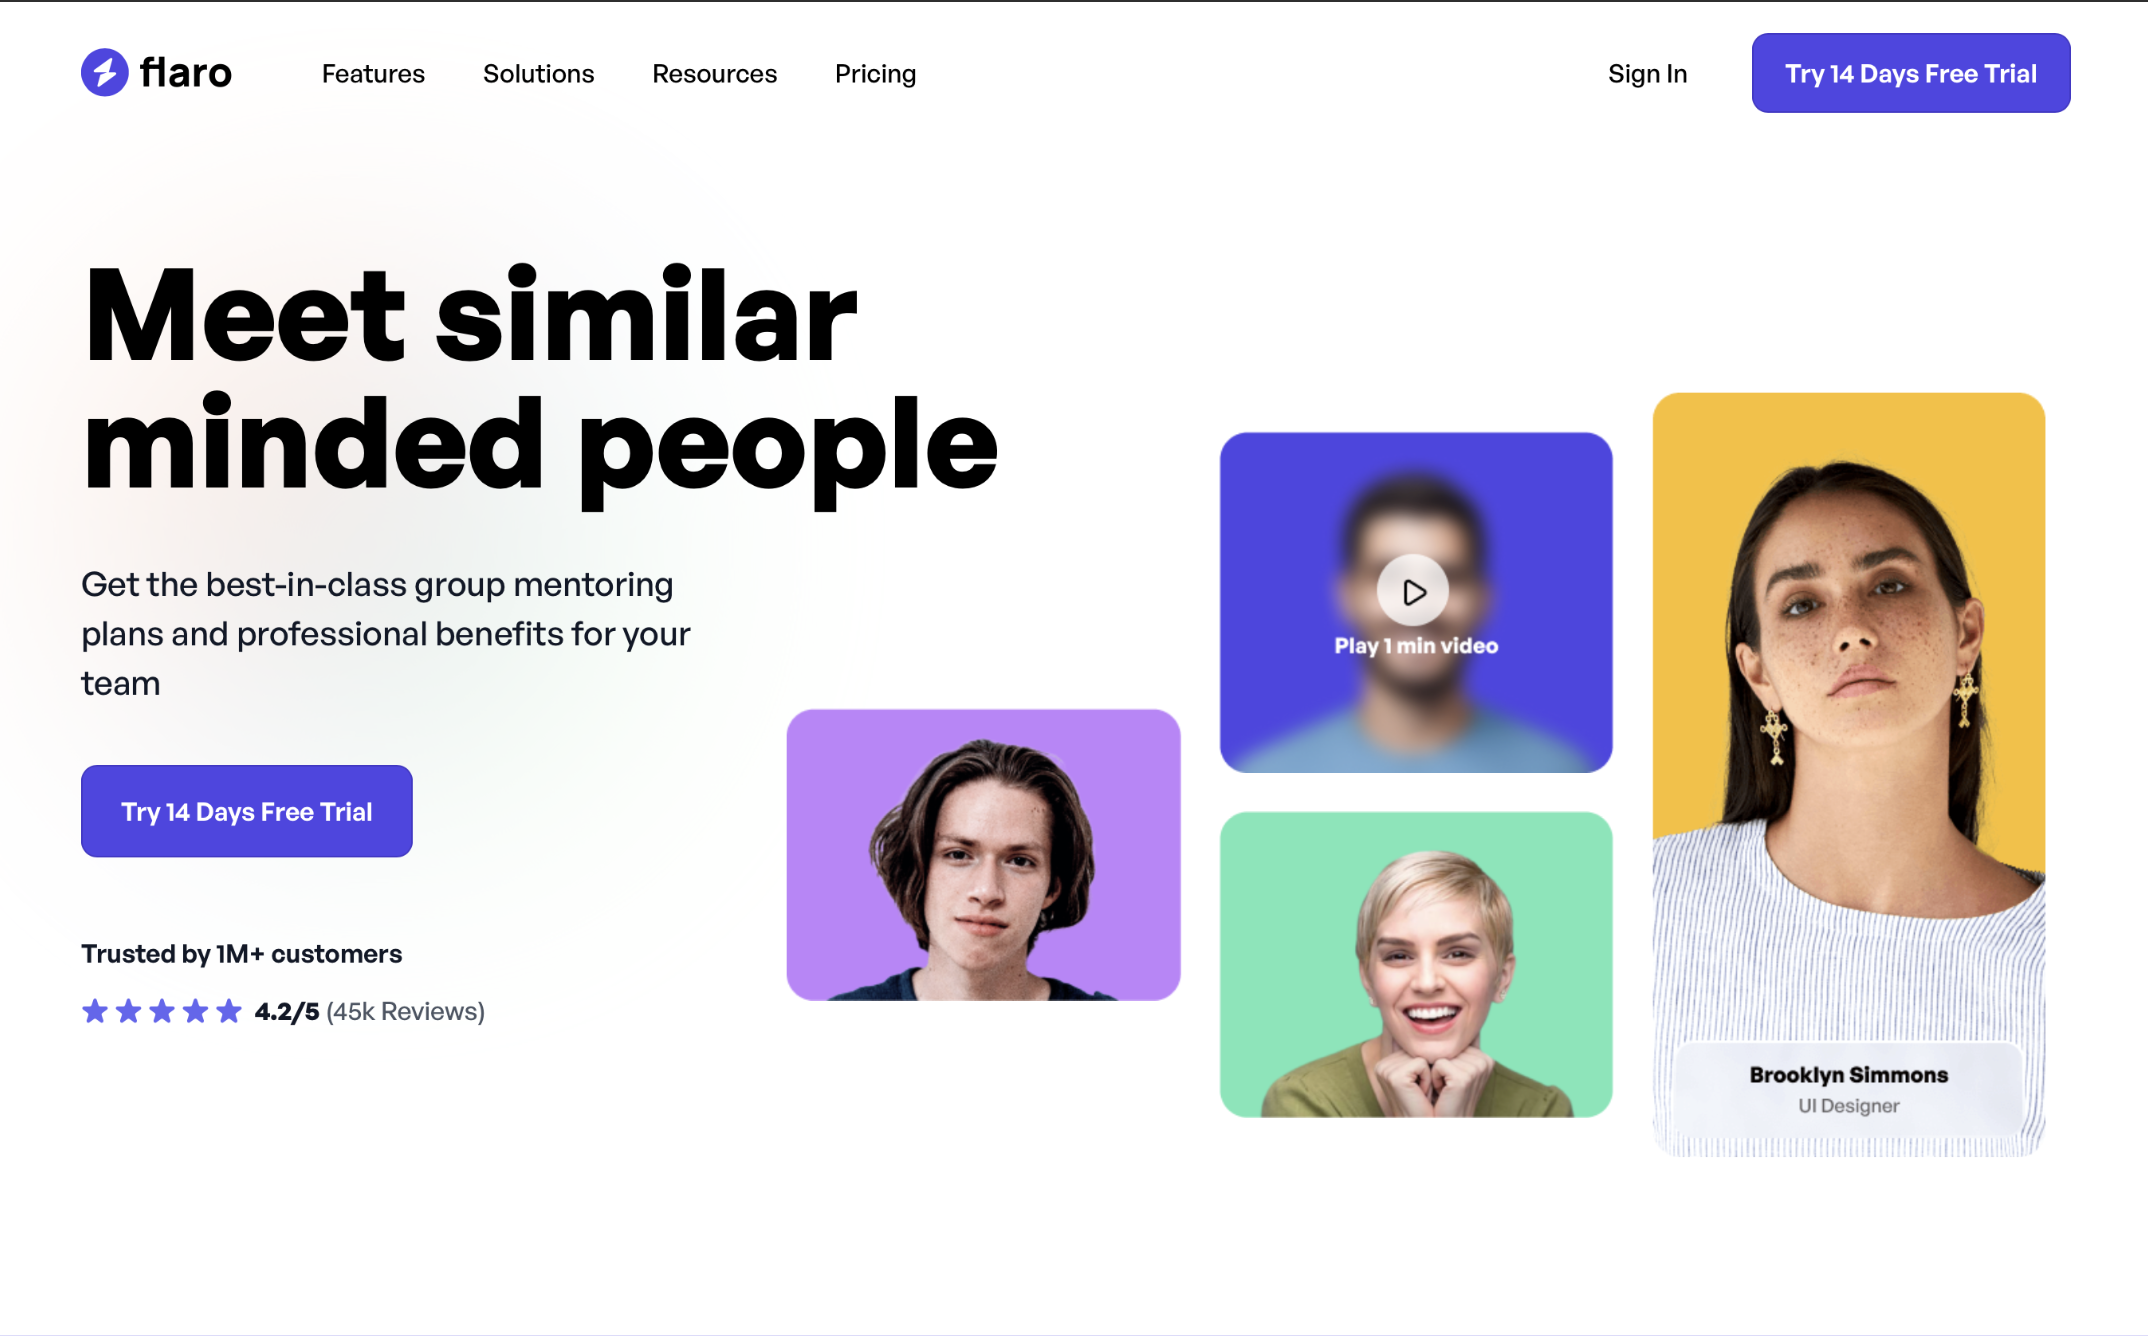 flaro
Features
Solutions
Resources
Pricing
Sign In
Try 14 Days Free Trial
Meet similar
minded people
Get the best-in-class group mentoring
plans and professional benefits for your
team
Try 14 Days Free Trial
Trusted by 1M+ customers
4.2/5 (45k Reviews)
Play 1 min video
Brooklyn Simmons
UI Designer